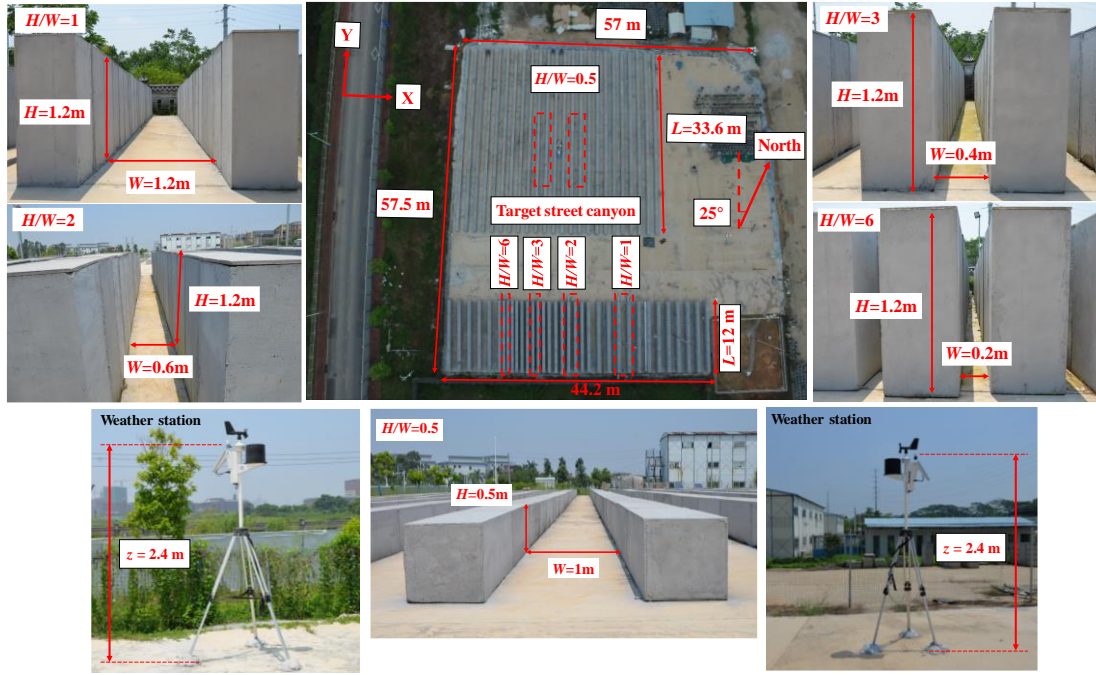 H/W=1
H=1.2m
W=1.2m
H/W=2
H=1.2m
W=0.6m
57 m
Y
X
H/W=0.5
L=33.6 m
North
57.5 m
25°
Target street canyon
H/W=6
H/W=3
H/W=2
H/W=1
L=12 m
44.2 m
H/W=3
H=1.2m
W=0.4m
H/W=6
H=1.2m
W=0.2m
Weather station
z = 2.4 m
H/W=0.5
H=0.5m
W=1m
Weather station
z = 2.4 m